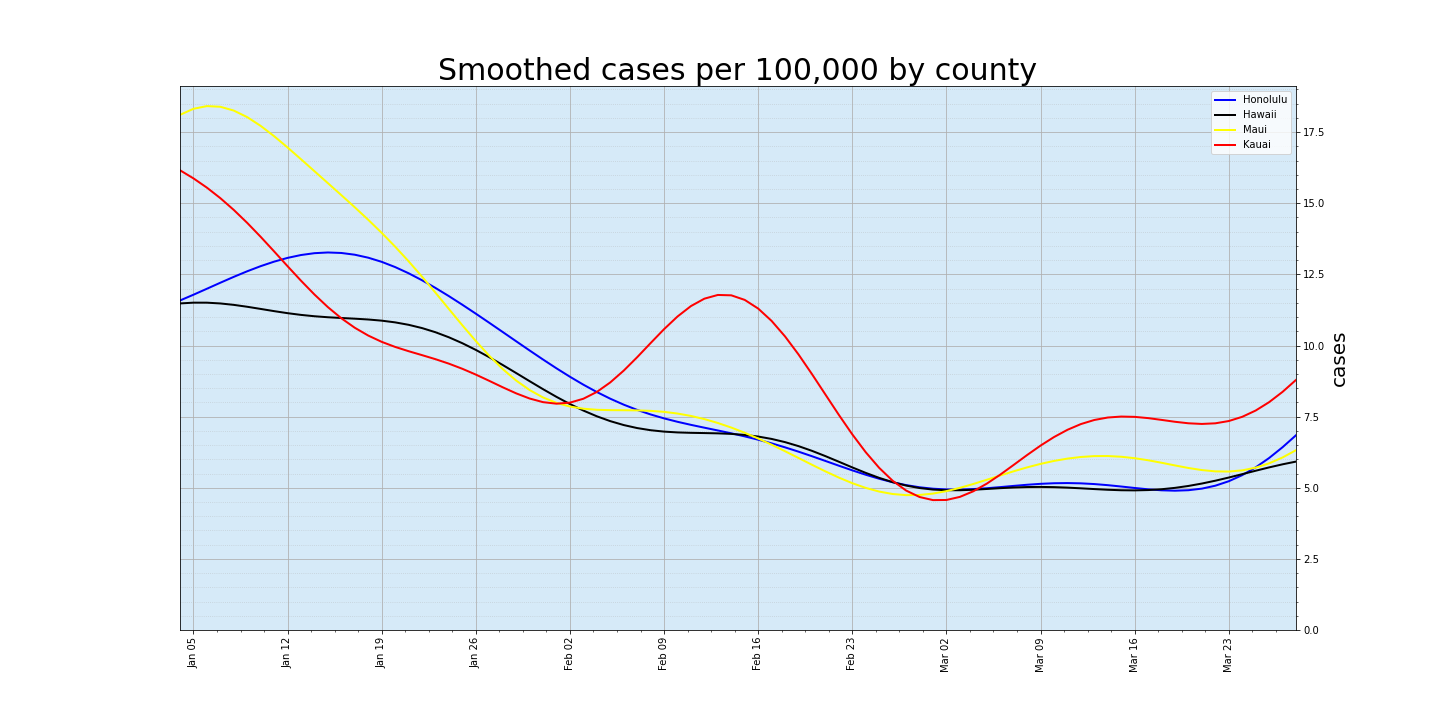 Smoothed cases per 100,000 by county
Honolulu
Hawaii
Maui
Kauai
17.5
15.0
12.5
10.0
7.5
5.0
2.5
0.0
cases
Jan 05
Jan 12
Jan 19
Jan 26
Feb 02
Feb 09
Feb 16
Feb 23
Mar 02
Mar 09
Mar 16
Mar 23